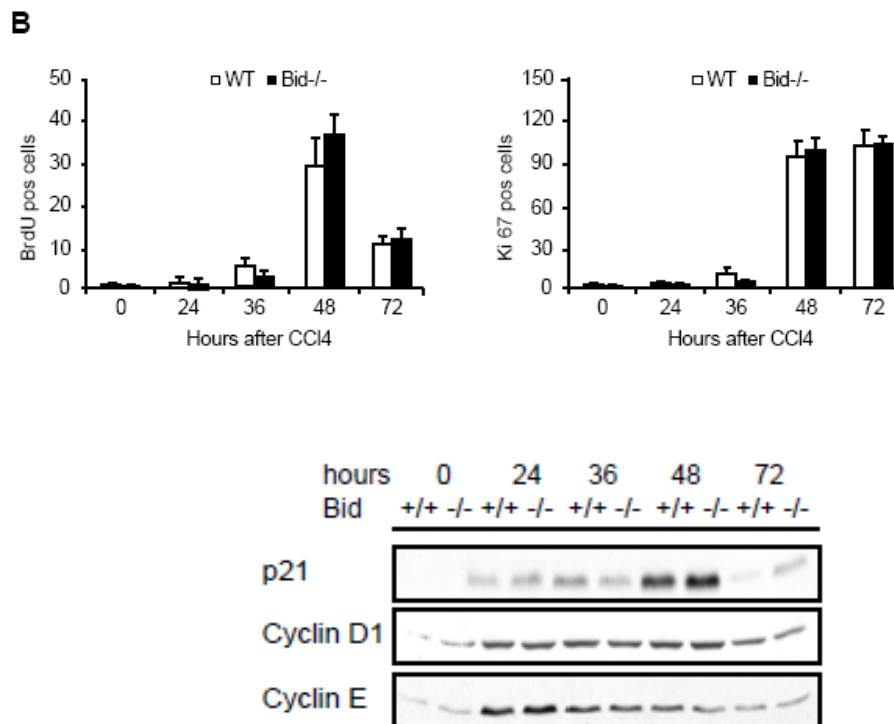 B
50
40
30
20
10
0
BrdU pos cells
WT Bid-/-
0 24 36 48 72
Hours after CCl4
150
120
90
60
30
0
Ki 67 pos cells
WT Bid-/-
0 24 36 48 72
Hours after CCl4
hours 0 24 36 48 72
Bid +/+ -/- +/+ -/- +/+ -/- +/+ -/- +/+ -/-
p21
Cyclin D1
Cyclin E